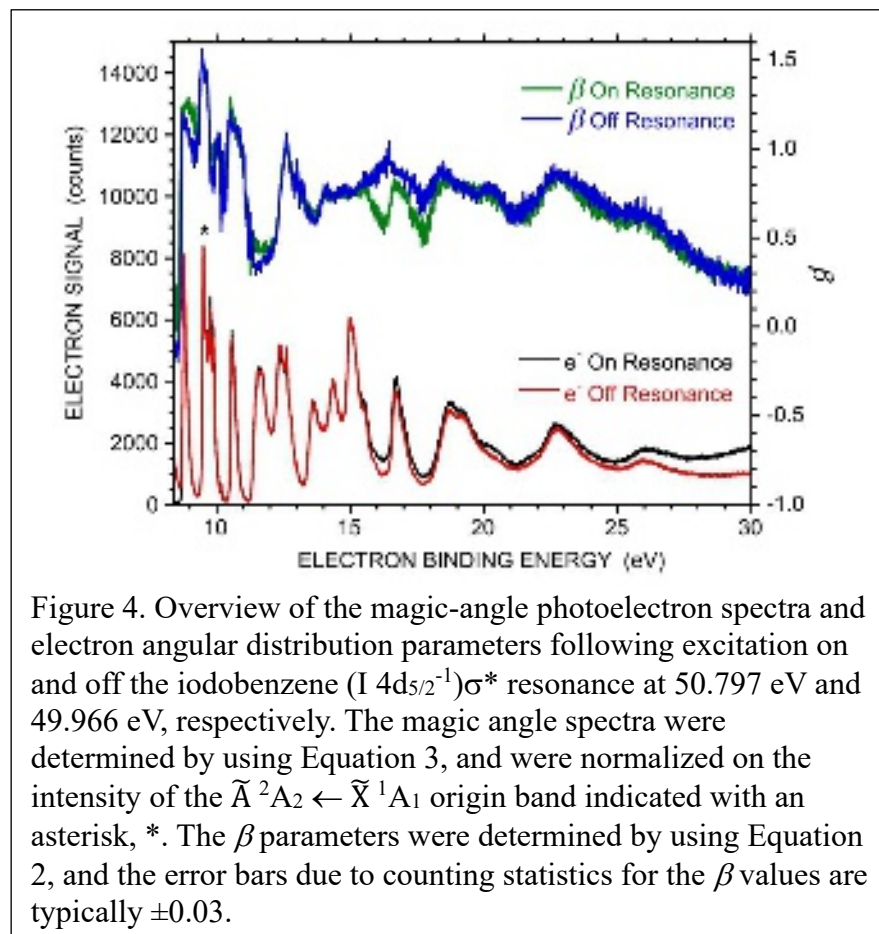 14000
12000
10000
8000
6000
4000
2000
0
ELECTRON SIGNAL (counts)
β On Resonance
β Off Resonance
*
e⁻ On Resonance
e⁻ Off Resonance
1.5
1.0
0.5
0.0
-0.5
-1.0
β
10 15 20 25 30
ELECTRON BINDING ENERGY (eV)
Figure 4. Overview of the magic-angle photoelectron spectra and
electron angular distribution parameters following excitation on
and off the iodobenzene (I 4d₅/₂⁻¹)σ* resonance at 50.797 eV and
49.966 eV, respectively. The magic angle spectra were
determined by using Equation 3, and were normalized on the
intensity of the Ã ²A₂ ← X̃ ¹A₁ origin band indicated with an
asterisk, *. The β parameters were determined by using Equation
2, and the error bars due to counting statistics for the β values are
typically ±0.03.